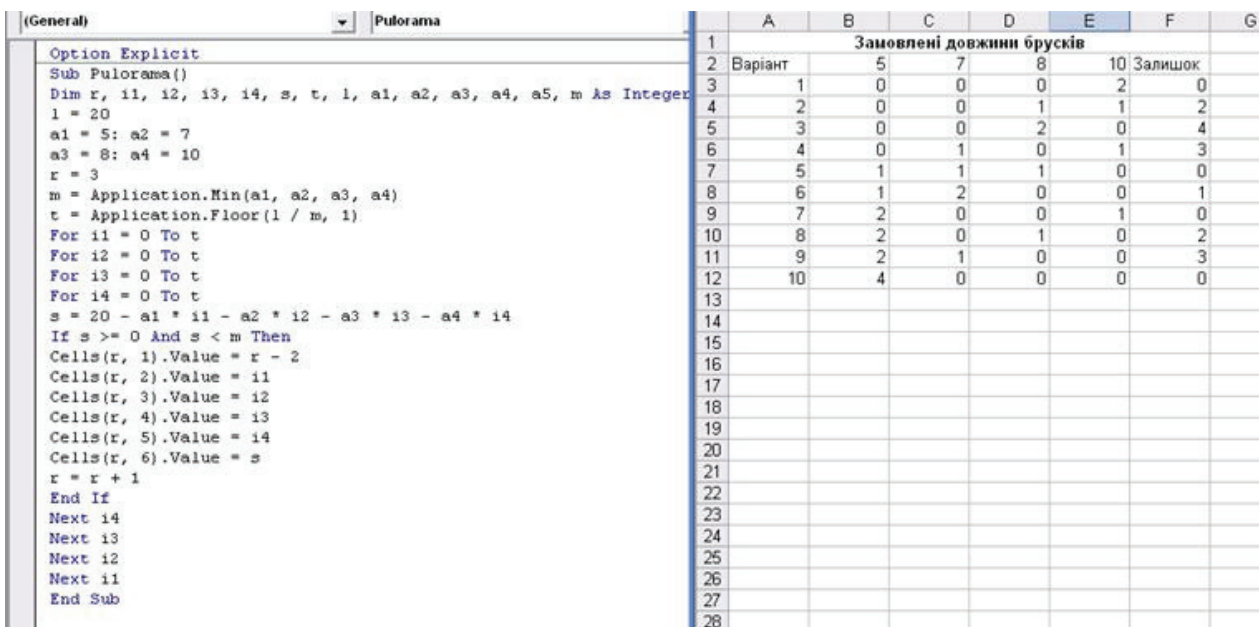 (General) Pulorama
Option Explicit
Sub Pulorama()
Dim r, i1, i2, i3, i4, s, t, l, a1, a2, a3, a4, a5, m As Integer
l = 20
a1 = 5: a2 = 7
a3 = 8: a4 = 10
r = 3
m = Application.Min(a1, a2, a3, a4)
t = Application.Floor(l / m, 1)
For i1 = 0 To t
For i2 = 0 To t
For i3 = 0 To t
For i4 = 0 To t
s = 20 - a1 * i1 - a2 * i2 - a3 * i3 - a4 * i4
If s >= 0 And s < m Then
Cells(r, 1).Value = r - 2
Cells(r, 2).Value = i1
Cells(r, 3).Value = i2
Cells(r, 4).Value = i3
Cells(r, 5).Value = i4
Cells(r, 6).Value = s
r = r + 1
End If
Next i4
Next i3
Next i2
Next i1
End Sub
A B C D E F G
1 Замовлені довжини брусків
2 Варіант 5 7 8 10 Залишок
3 1 0 0 0 2 0
4 2 0 0 1 1 2
5 3 0 0 2 0 4
6 4 0 1 0 1 3
7 5 1 1 1 0 0
8 6 1 2 0 0 1
9 7 2 0 0 1 0
10 8 2 0 1 0 2
11 9 2 1 0 0 3
12 10 4 0 0 0 0
13
14
15
16
17
18
19
20
21
22
23
24
25
26
27
28